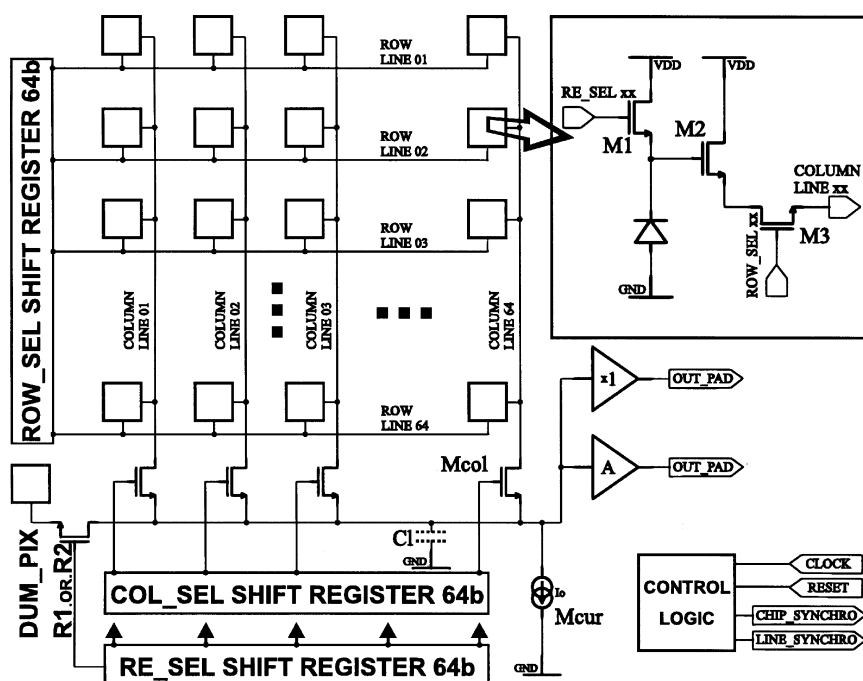 ROW_SEL SHIFT REGISTER 64b
ROW
LINE 01
ROW
LINE 02
ROW
LINE 03
COLUMN
LINE 01
COLUMN
LINE 02
COLUMN
LINE 03
COLUMN
LINE 64
ROW
LINE 64
VDD
VDD
RE_SEL xx
M1
M2
COLUMN
LINE xx
ROW_SEL xx
M3
GND
x1
OUT_PAD
A
OUT_PAD
Mcol
DUM_PIX
R1.OR.R2
Cl
GND
COL_SEL SHIFT REGISTER 64b
RE_SEL SHIFT REGISTER 64b
Io
Mcur
GND
CONTROL
LOGIC
CLOCK
RESET
CHIP_SYNCHRO
LINE_SYNCHRO